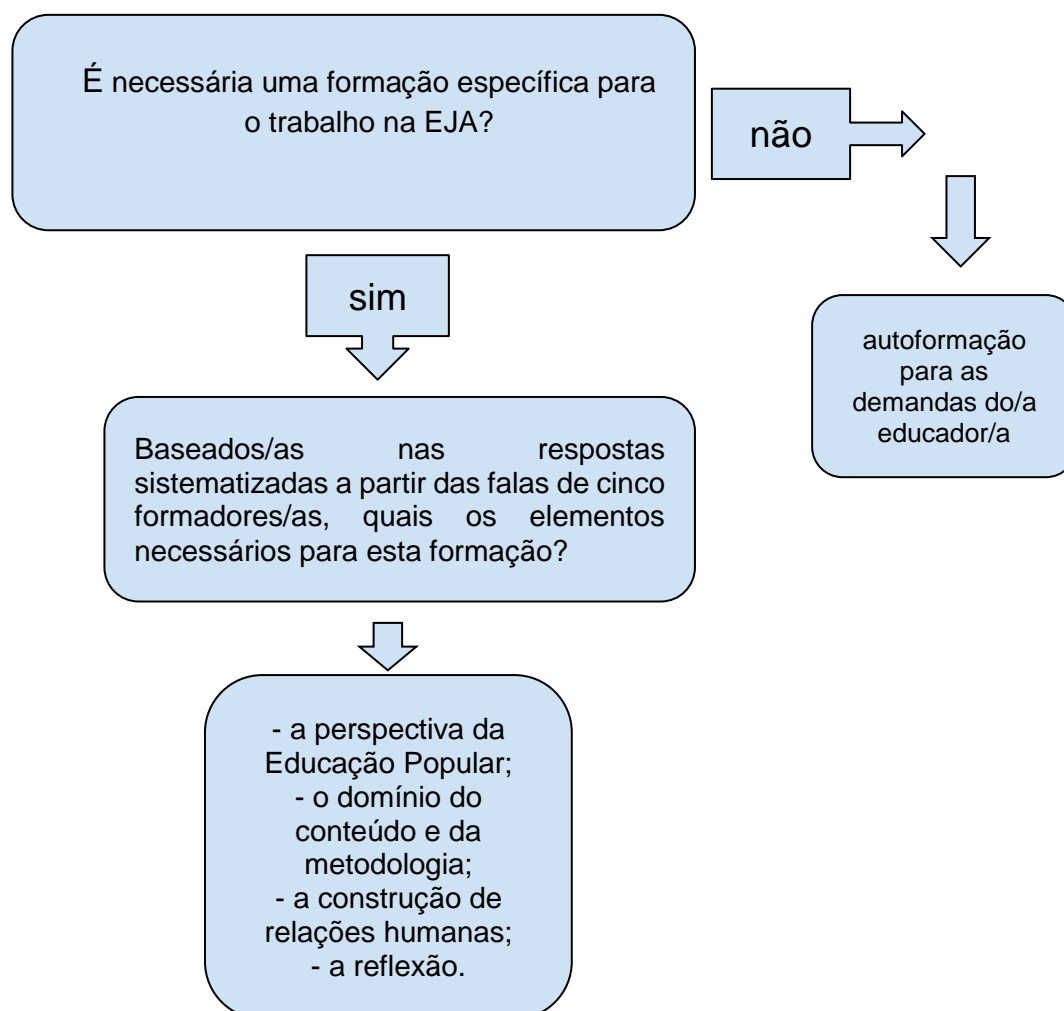 É necessária uma formação específica para
o trabalho na EJA?
não
sim
autoformação
para as
demandas do/a
educador/a
Baseados/as nas respostas
sistematizadas a partir das falas de cinco
formadores/as, quais os elementos
necessários para esta formação?
- a perspectiva da
Educação Popular;
- o domínio do
conteúdo e da
metodologia;
- a construção de
relações humanas;
- a reflexão.